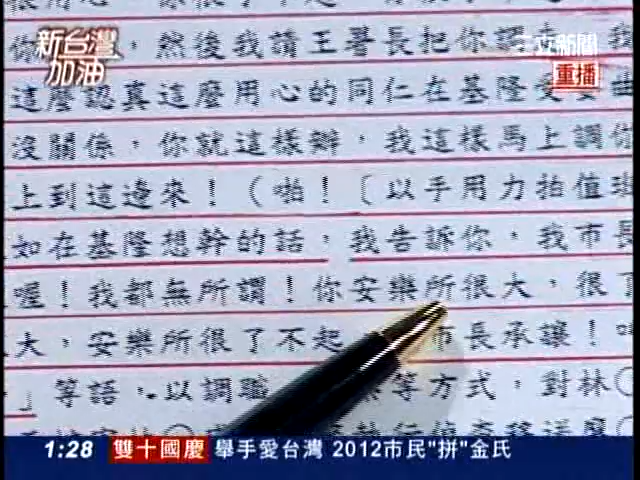 新台灣
加油
三立新聞
重播
你 ，然後我請王署長把你調 ，我
這麼認真這麼用心的同仁在基隆受委曲
沒關係，你就這樣辦，我這樣馬上調你
上到這邊來！（啪！〔以手用力拍值班
如在基隆想幹的話，我告訴你，我市長
喔！我都無所謂！你安樂所很大，很了
大，安樂所很了不起 市長承讓！
」等語，以調職 等方式，對林○
1:28 雙十國慶 舉手愛台灣 2012市民"拼"金氏